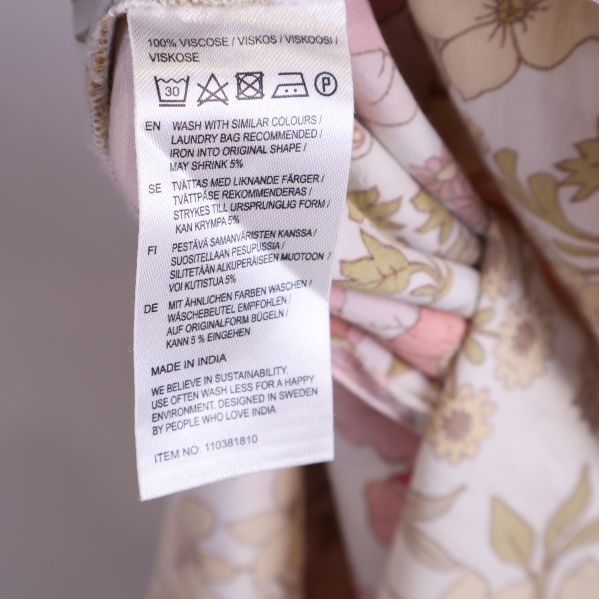 100% VISCOSE / VISKOS / VISKOOSI /
VISKOSE
30 P
EN WASH WITH SIMILAR COLOURS /
LAUNDRY BAG RECOMMENDED /
IRON INTO ORIGINAL SHAPE /
MAY SHRINK 5%
SE TVÄTTAS MED LIKNANDE FÄRGER /
TVÄTTPÅSE REKOMMENDERAS /
STRYKES TILL URSPRUNGLIG FORM /
KAN KRYMPA 5%
FI PESTÄVÄ SAMANVÄRISTEN KANSSA /
SUOSITELLAAN PESUPUSSIA /
SILITETÄÄN ALKUPERÄISEEN MUOTOON /
VOI KUTISTUA 5%
DE MIT ÄHNLICHEN FARBEN WASCHEN /
WÄSCHEBEUTEL EMPFOHLEN /
AUF ORIGINALFORM BÜGELN /
KANN 5 % EINGEHEN
MADE IN INDIA
WE BELIEVE IN SUSTAINABILITY.
USE OFTEN WASH LESS FOR A HAPPY
ENVIRONMENT. DESIGNED IN SWEDEN
BY PEOPLE WHO LOVE INDIA
ITEM NO: 110381810